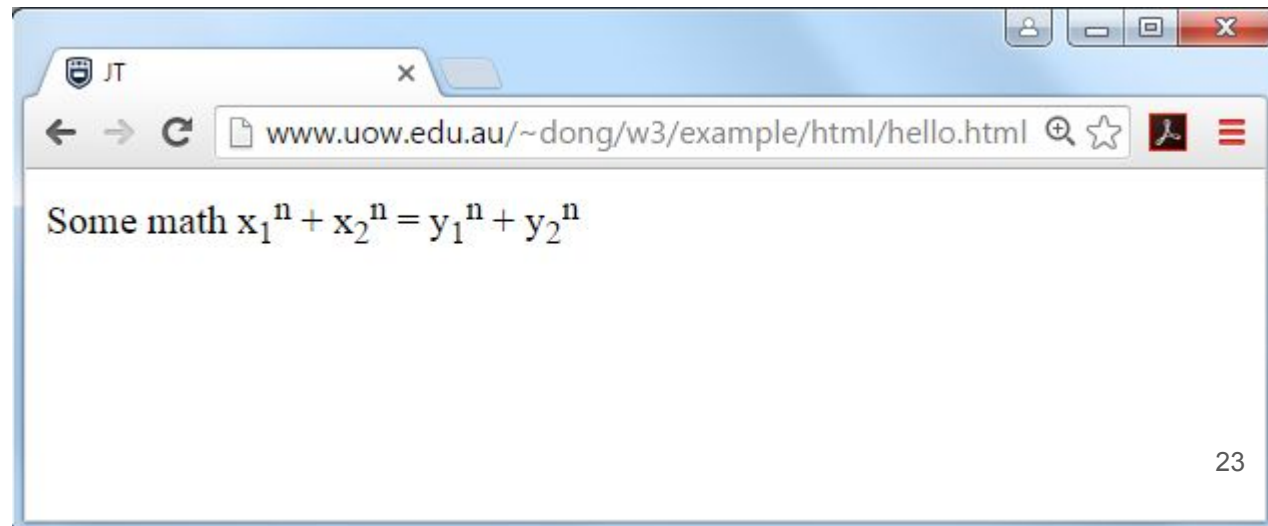 JT
www.uow.edu.au/~dong/w3/example/html/hello.html
Some math x₁ⁿ + x₂ⁿ = y₁ⁿ + y₂ⁿ
23